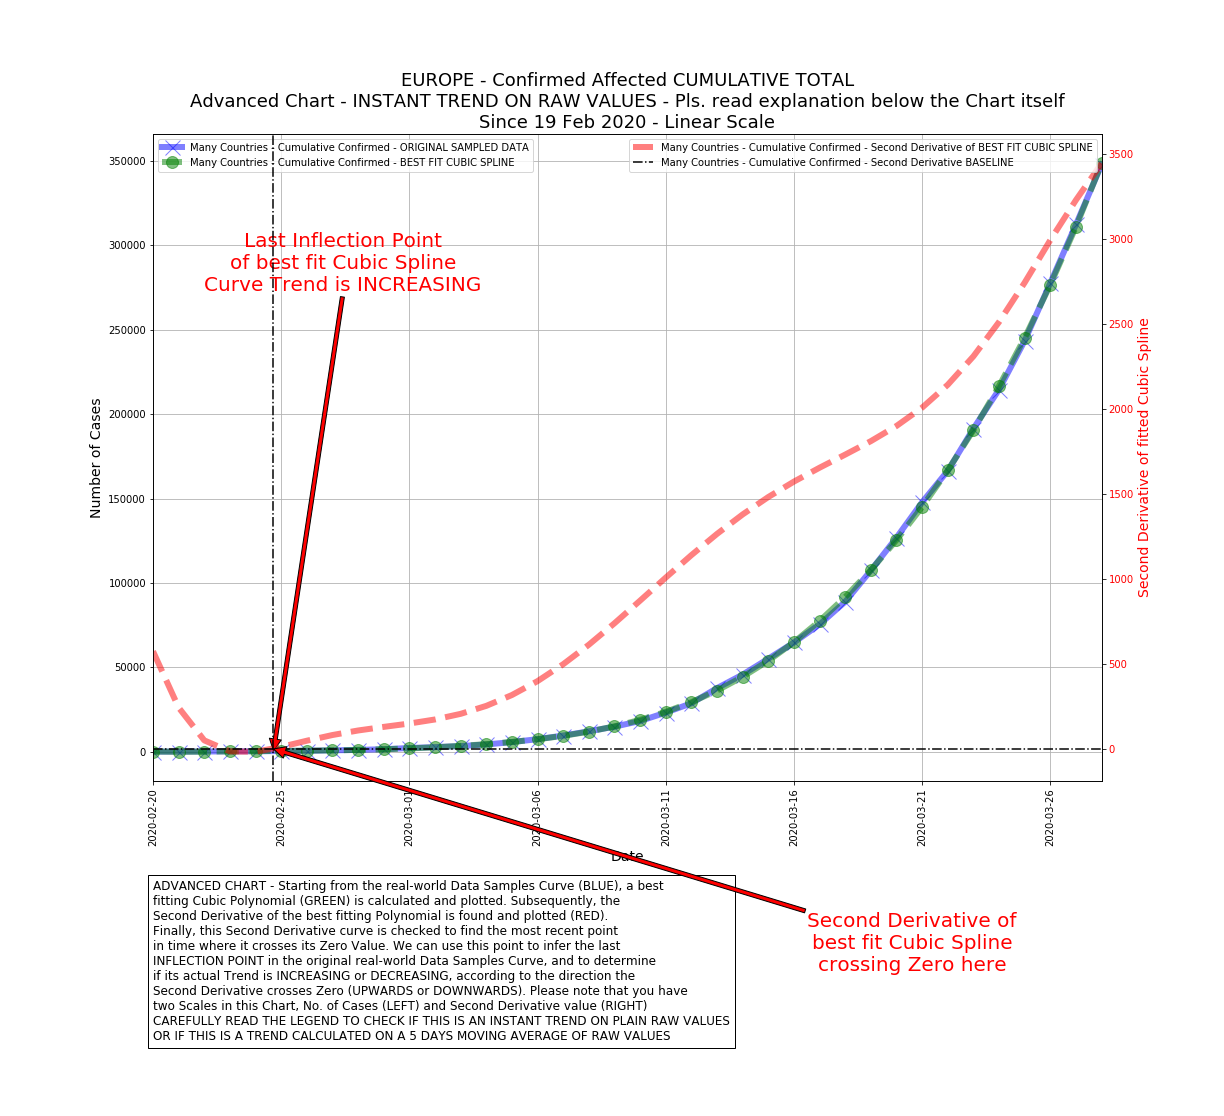 EUROPE - Confirmed Affected CUMULATIVE TOTAL
Advanced Chart - INSTANT TREND ON RAW VALUES - Pls. read explanation below the Chart itself
Since 19 Feb 2020 - Linear Scale
Many Countries - Cumulative Confirmed - ORIGINAL SAMPLED DATA
Many Countries - Cumulative Confirmed - BEST FIT CUBIC SPLINE
Many Countries - Cumulative Confirmed - Second Derivative of BEST FIT CUBIC SPLINE
Many Countries - Cumulative Confirmed - Second Derivative BASELINE
Last Inflection Point
of best fit Cubic Spline
Curve Trend is INCREASING
Number of Cases
350000
300000
250000
200000
150000
100000
50000
0
Second Derivative of fitted Cubic Spline
3500
3000
2500
2000
1500
1000
500
0
2020-02-20
2020-02-25
2020-03-01
2020-03-06
2020-03-11
2020-03-16
2020-03-21
2020-03-26
Date
ADVANCED CHART - Starting from the real-world Data Samples Curve (BLUE), a best
fitting Cubic Polynomial (GREEN) is calculated and plotted. Subsequently, the
Second Derivative of the best fitting Polynomial is found and plotted (RED).
Finally, this Second Derivative curve is checked to find the most recent point
in time where it crosses its Zero Value. We can use this point to infer the last
INFLECTION POINT in the original real-world Data Samples Curve, and to determine
if its actual Trend is INCREASING or DECREASING, according to the direction the
Second Derivative crosses Zero (UPWARDS or DOWNWARDS). Please note that you have
two Scales in this Chart, No. of Cases (LEFT) and Second Derivative value (RIGHT)
CAREFULLY READ THE LEGEND TO CHECK IF THIS IS AN INSTANT TREND ON PLAIN RAW VALUES
OR IF THIS IS A TREND CALCULATED ON A 5 DAYS MOVING AVERAGE OF RAW VALUES
Second Derivative of
best fit Cubic Spline
crossing Zero here